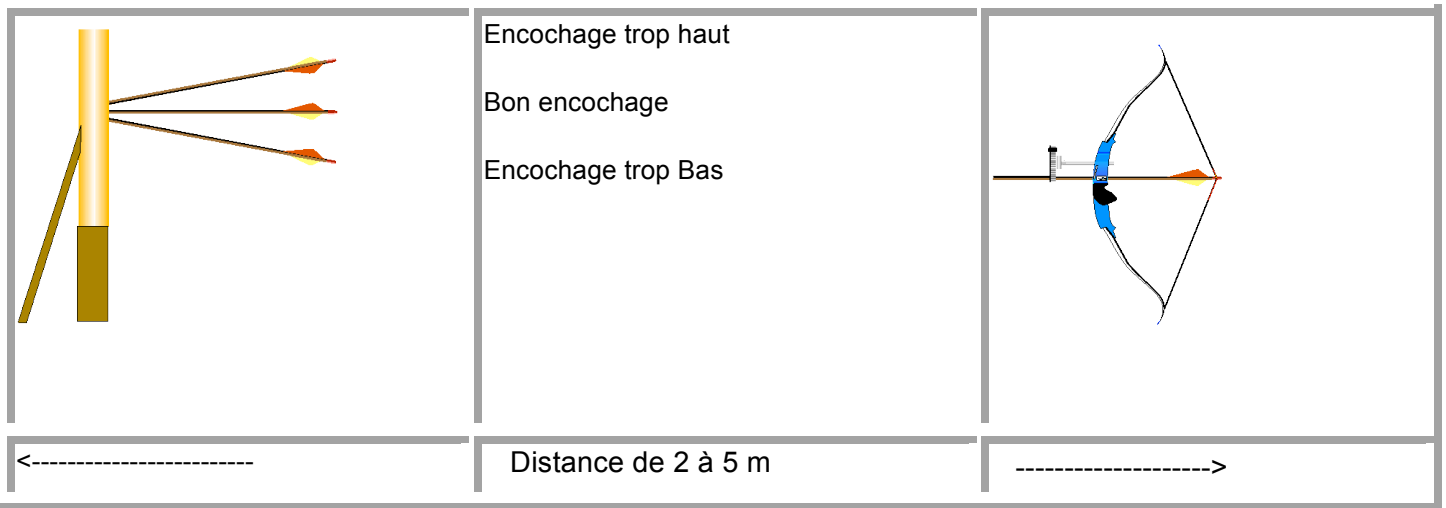 Encochage trop haut
Bon encochage
Encochage trop Bas
<------------------------- Distance de 2 à 5 m -------------------->